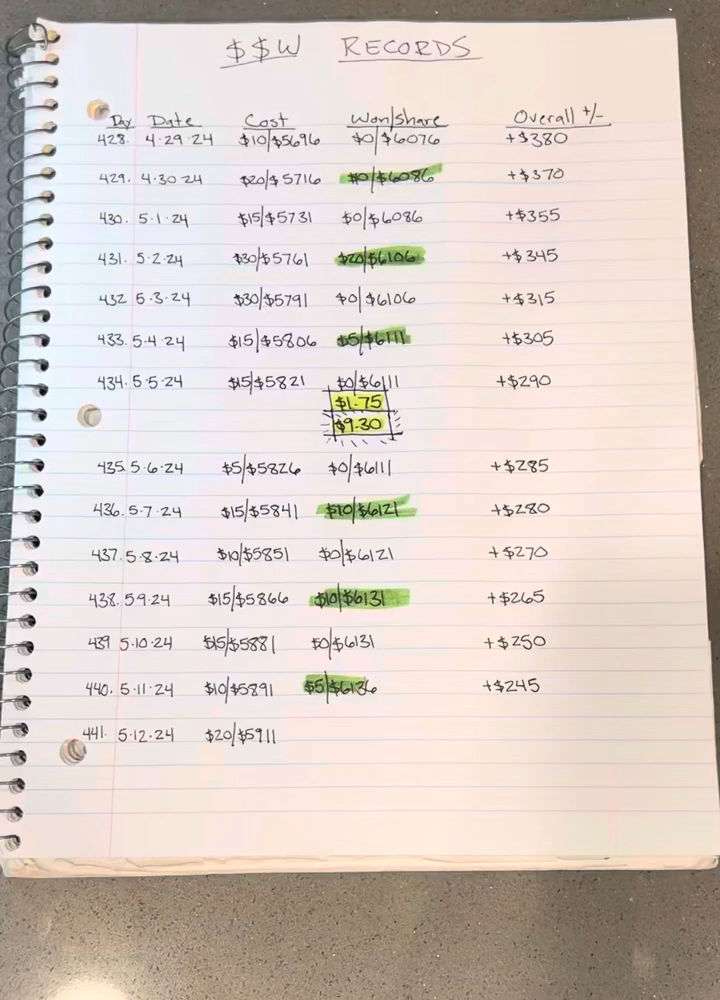 $$W RECORDS
Day Date Cost Won/share Overall +/-
428. 4.29.24 $10/$5696 $0/$6076 +$380
429. 4.30.24 $20/$5716 $10/$6086 +$370
430. 5.1.24 $15/$5731 $0/$6086 +$355
431. 5.2.24 $30/$5761 $20/$6106 +$345
432 5.3.24 $30/$5791 $0/$6106 +$315
433. 5.4.24 $15/$5806 $5/$6111 +$305
434. 5.5.24 $15/$5821 $0/$6111 +$290
$1.75
$9.30
435. 5.6.24 $5/$5826 $0/$6111 +$285
436. 5.7.24 $15/$5841 $10/$6121 +$280
437. 5.8.24 $10/$5851 $0/$6121 +$270
438. 5.9.24 $15/$5866 $10/$6131 +$265
439 5.10.24 $15/$5881 $0/$6131 +$250
440. 5.11.24 $10/$5891 $5/$6136 +$245
441. 5.12.24 $20/$5911